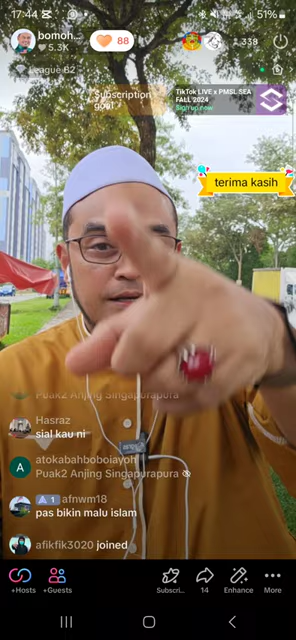 17:44
51%
bomoh...
5.3K
88
338
League B2
Subscription
goal
TikTok LIVE x PMSL SEA
FALL 2024
Sign up now
terima kasih
Puak2 Anjing Singapurapura
Hasraz
sial kau ni
A
atokabahboboiayoh
Puak2 Anjing Singapurapura
A 1 afnwm18
pas bikin malu islam
afikfik3020 joined
+Hosts
+Guests
Subscri...
14
Enhance
More